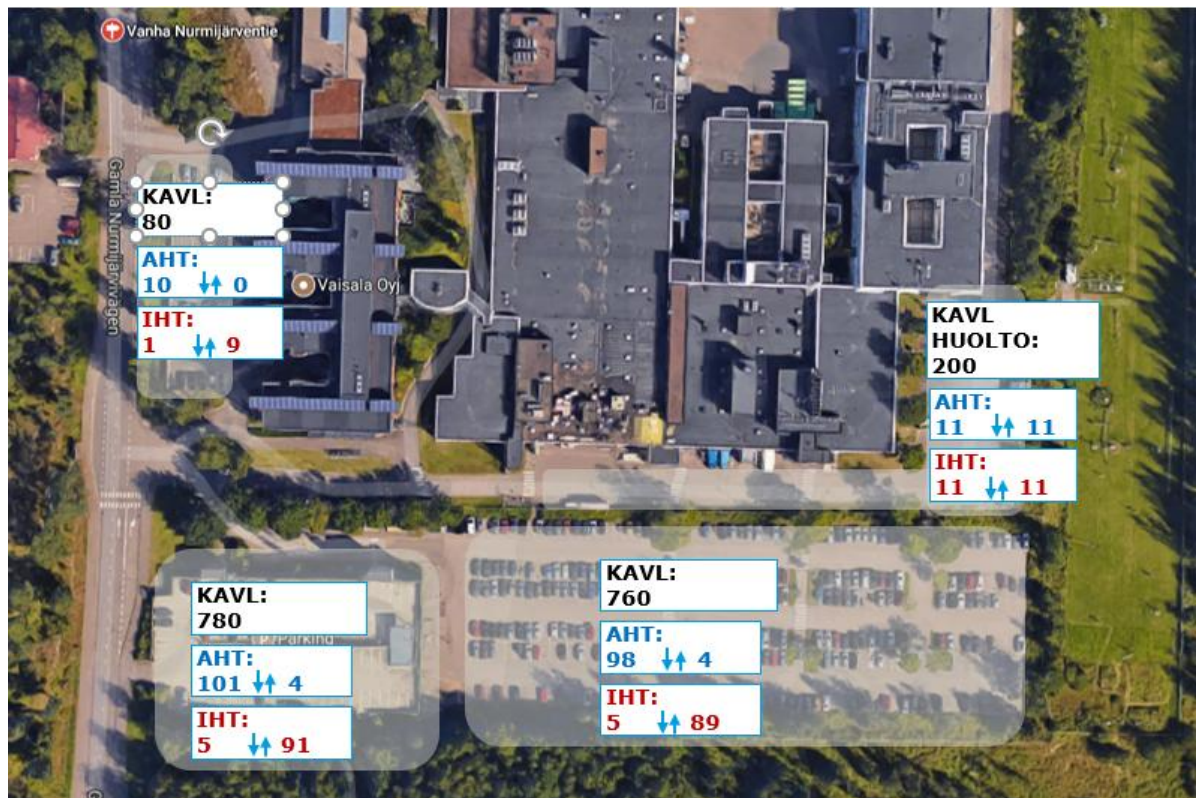 Vanha Nurmijärventie
Gamla Nurmijärvivägen
KAVL:
80
AHT:
10 ↓↑ 0
IHT:
1 ↓↑ 9
Vaisala Oyj
KAVL
HUOLTO:
200
AHT:
11 ↓↑ 11
IHT:
11 ↓↑ 11
KAVL:
780
P/Parking
AHT:
101 ↓↑ 4
IHT:
5 ↓↑ 91
KAVL:
760
AHT:
98 ↓↑ 4
IHT:
5 ↓↑ 89